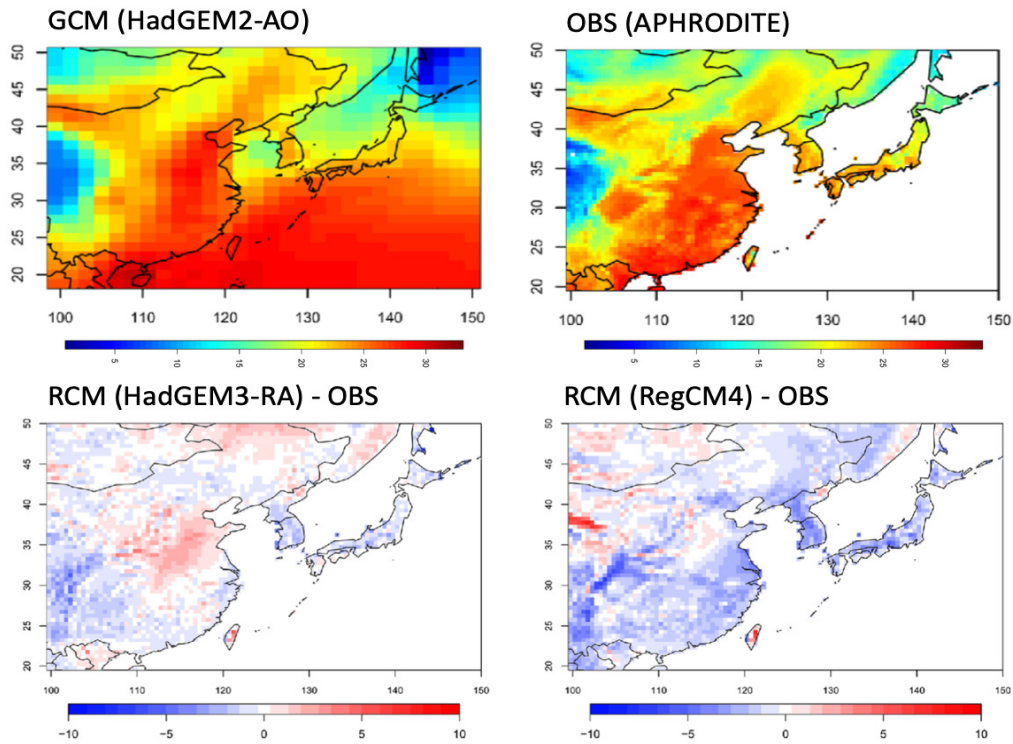 GCM (HadGEM2-AO)
OBS (APHRODITE)
50
45
40
35
30
25
20
100 110 120 130 140 150
5 10 15 20 25 30
50
45
40
35
30
25
20
100 110 120 130 140 150
5 10 15 20 25 30
RCM (HadGEM3-RA) - OBS
RCM (RegCM4) - OBS
50
45
40
35
30
25
20
100 110 120 130 140 150
−10 −5 0 5 10
50
45
40
35
30
25
20
100 110 120 130 140 150
−10 −5 0 5 10